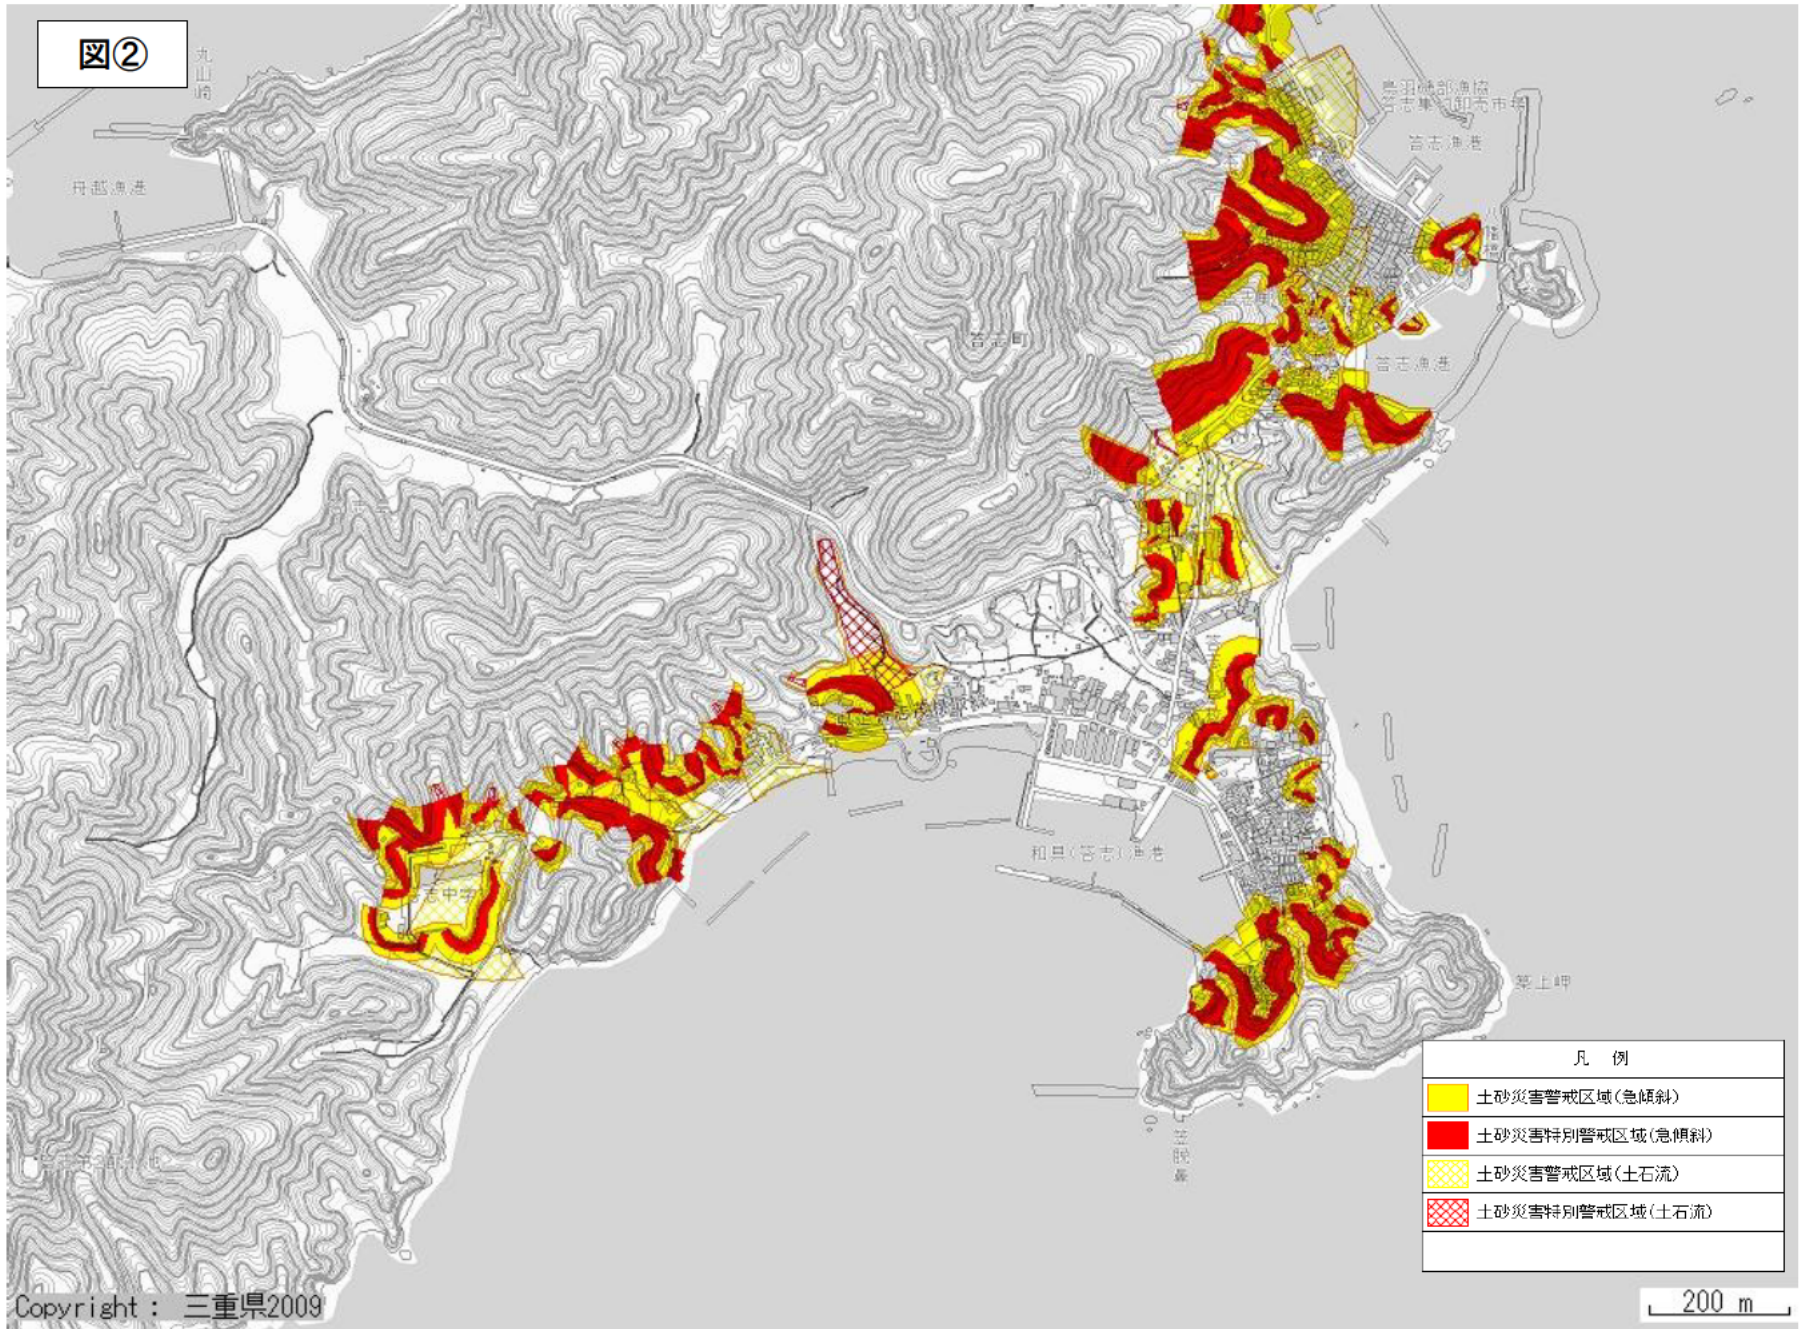 図②
丸山崎
舟越漁港
鳥羽磯部漁協
答志集約卸売市場
答志漁港
答志町
答志漁港
和具(答志)漁港
築上岬
凡 例
土砂災害警戒区域(急傾斜)
土砂災害特別警戒区域(急傾斜)
土砂災害警戒区域(土石流)
土砂災害特別警戒区域(土石流)
Copyright : 三重県2009
200 m